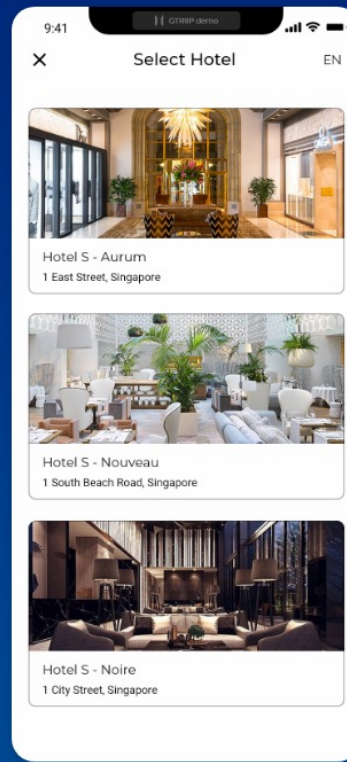 9:41
GTRIIP demo
Select Hotel
EN
Hotel S - Aurum
1 East Street, Singapore
Hotel S - Nouveau
1 South Beach Road, Singapore
Hotel S - Noire
1 City Street, Singapore